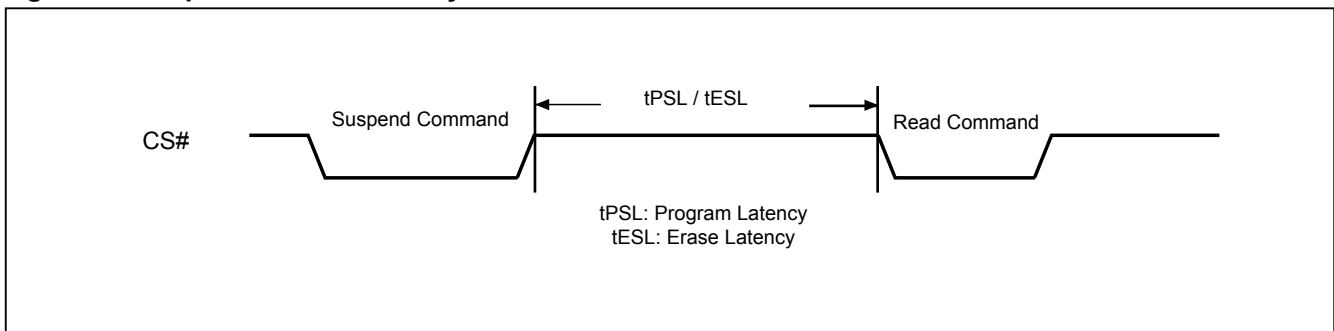 tPSL / tESL
Suspend Command
Read Command
CS#
tPSL: Program Latency
tESL: Erase Latency